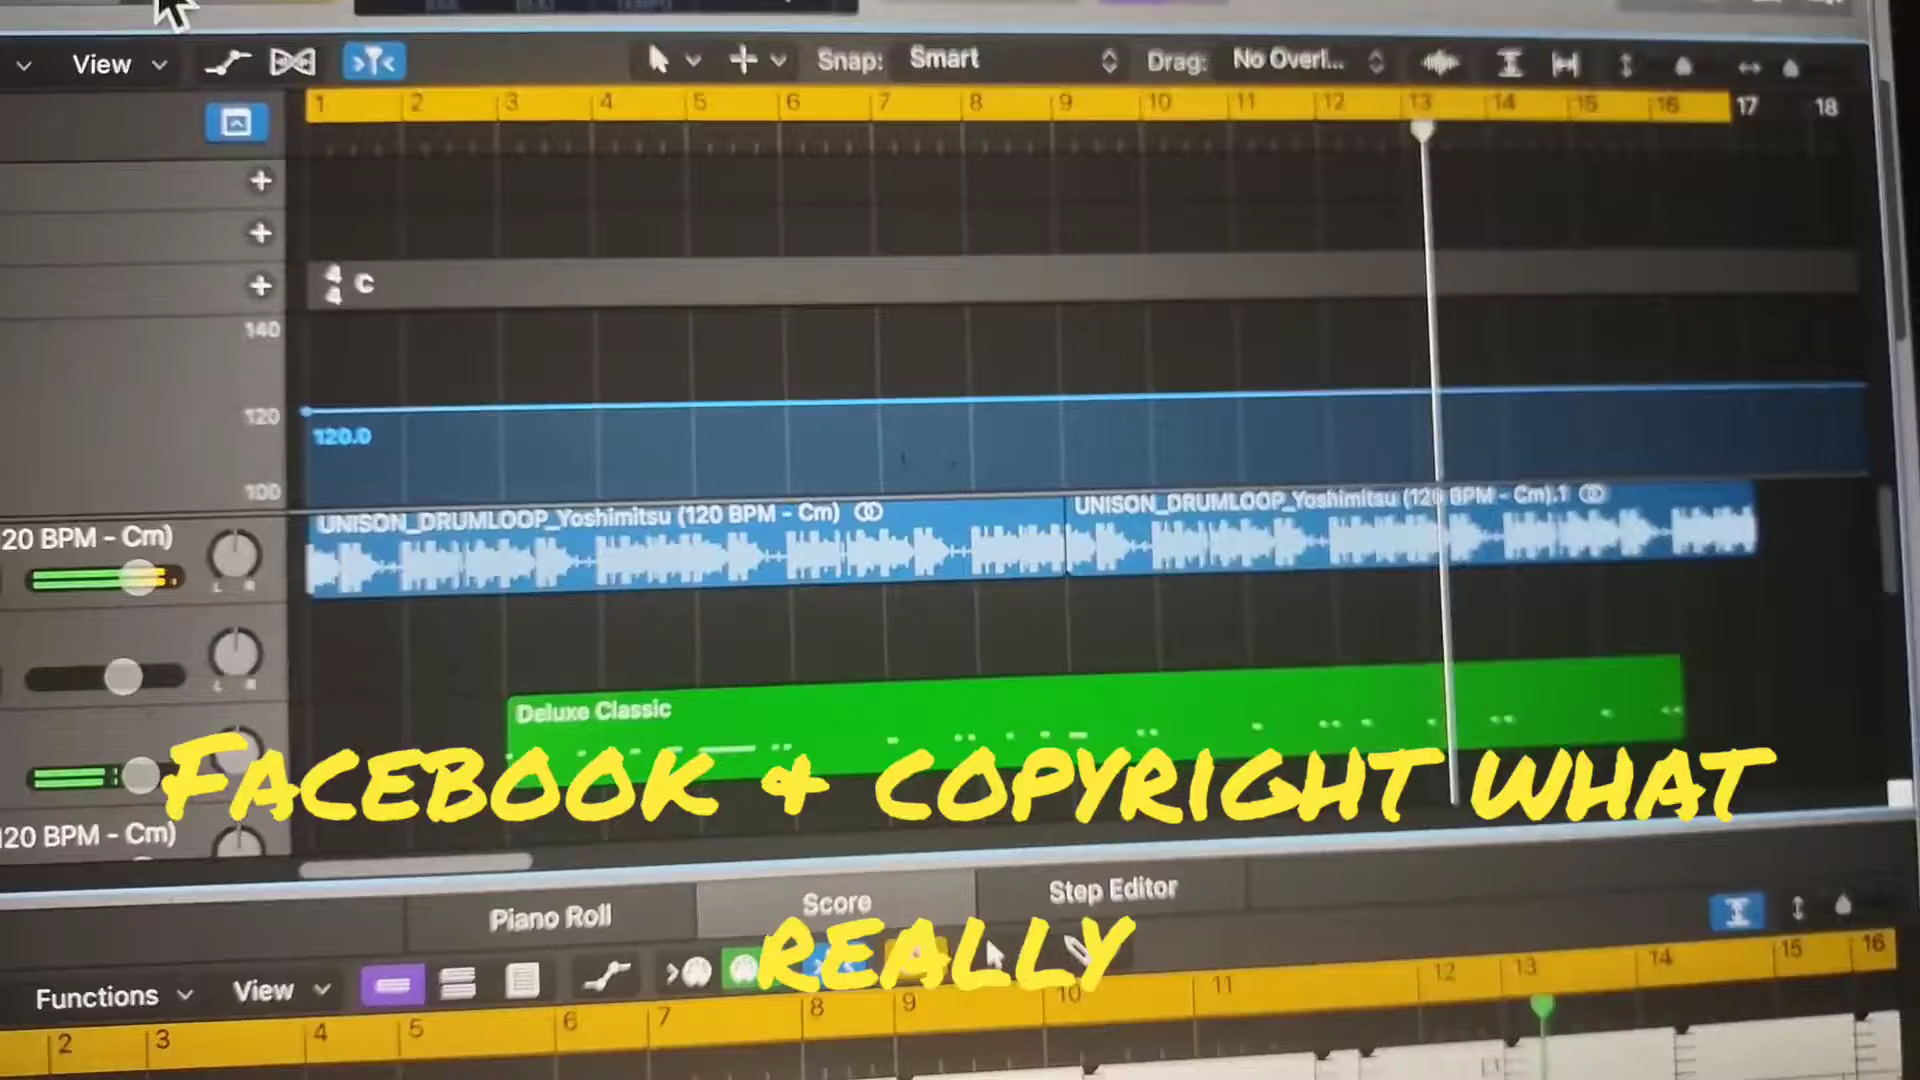 View
Snap: Smart
Drag: No Overl...
1 2 3 4 5 6 7 8 9 10 11 12 13 14 15 16 17 18
4
4 C
140
120
120.0
100
UNISON_DRUMLOOP_Yoshimitsu (120 BPM - Cm)
UNISON_DRUMLOOP_Yoshimitsu (120 BPM - Cm).1
20 BPM - Cm)
L R
L R
Deluxe Classic
FACEBOOK & COPYRIGHT WHAT
REALLY
120 BPM - Cm)
Piano Roll
Score
Step Editor
Functions
View
2 3 4 5 6 7 8 9 10 11 12 13 14 15 16